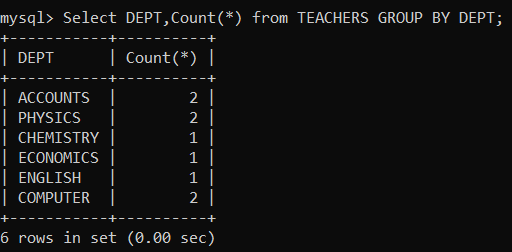 mysql> Select DEPT,Count(*) from TEACHERS GROUP BY DEPT;
+-----------+----------+
| DEPT      | Count(*) |
+-----------+----------+
| ACCOUNTS  |        2 |
| PHYSICS   |        2 |
| CHEMISTRY |        1 |
| ECONOMICS |        1 |
| ENGLISH   |        1 |
| COMPUTER  |        2 |
+-----------+----------+
6 rows in set (0.00 sec)